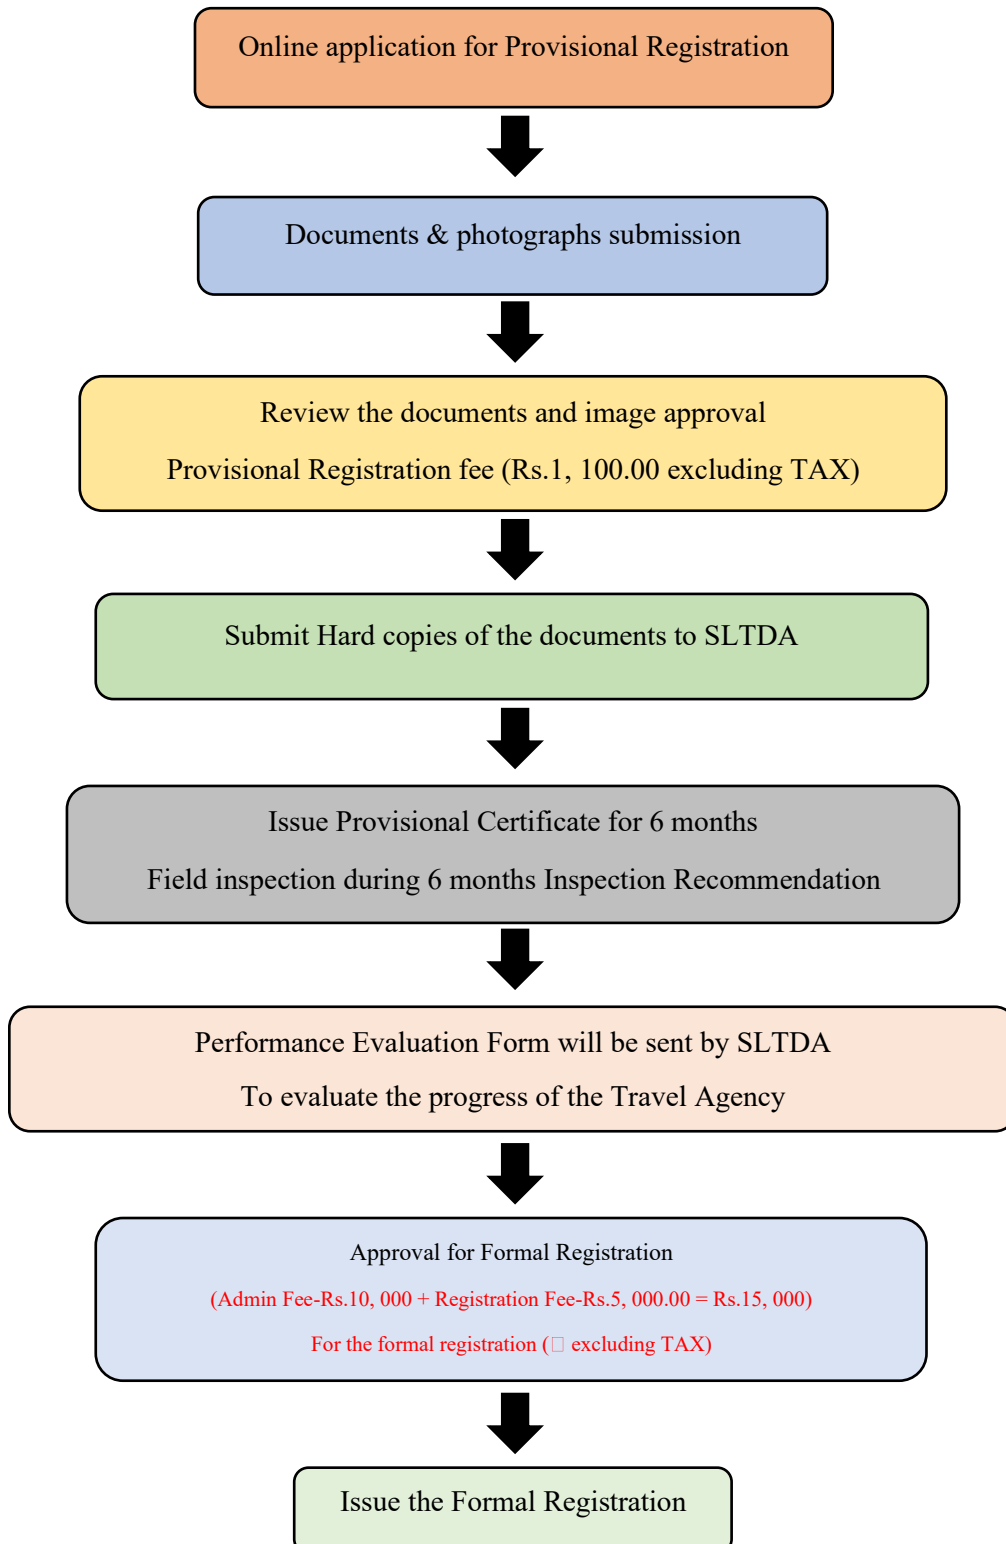 Online application for Provisional Registration
Documents & photographs submission
Review the documents and image approval
Provisional Registration fee (Rs.1, 100.00 excluding TAX)
Submit Hard copies of the documents to SLTDA
Issue Provisional Certificate for 6 months
Field inspection during 6 months Inspection Recommendation
Performance Evaluation Form will be sent by SLTDA
To evaluate the progress of the Travel Agency
Approval for Formal Registration
(Admin Fee-Rs.10, 000 + Registration Fee-Rs.5, 000.00 = Rs.15, 000)
For the formal registration (□ excluding TAX)
Issue the Formal Registration